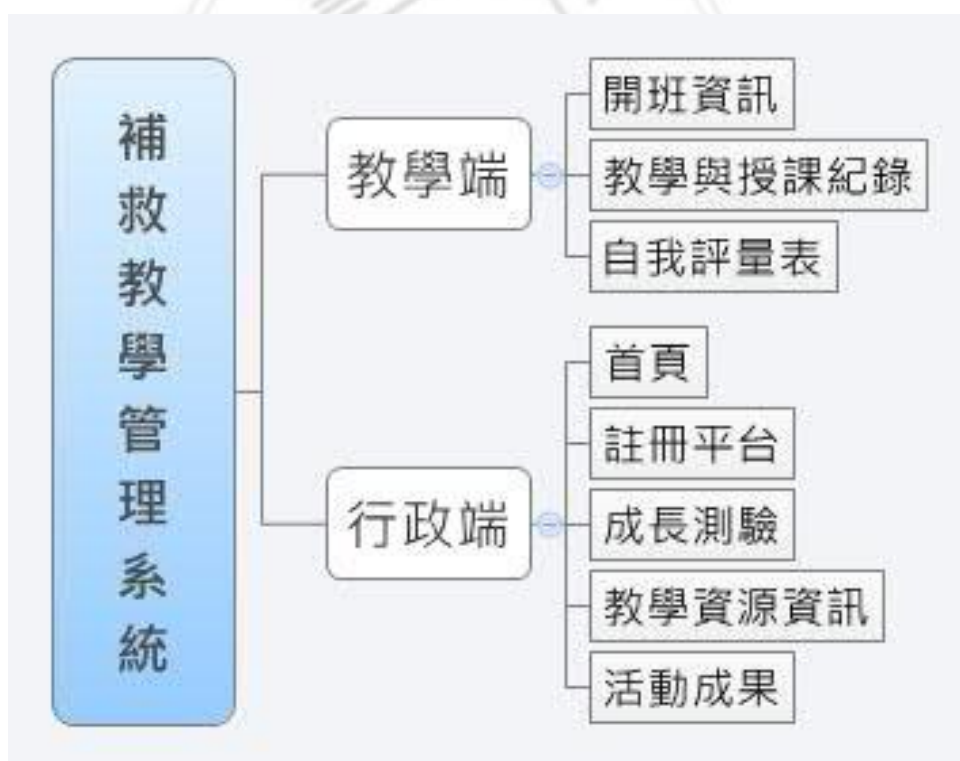 補救教學管理系統
教學端
開班資訊
教學與授課紀錄
自我評量表
行政端
首頁
註冊平台
成長測驗
教學資源資訊
活動成果